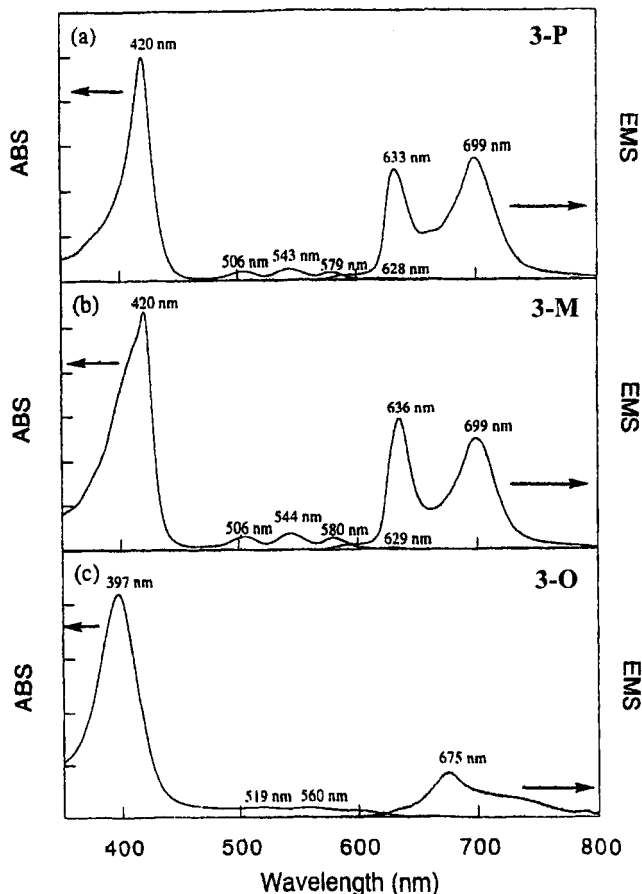 (a)
420 nm
3-P
ABS
EMS
633 nm
699 nm
506 nm
543 nm
579 nm
628 nm
(b)
420 nm
3-M
ABS
EMS
636 nm
699 nm
506 nm
544 nm
580 nm
629 nm
(c)
397 nm
3-O
ABS
EMS
675 nm
519 nm
560 nm
400
500
600
700
800
Wavelength (nm)